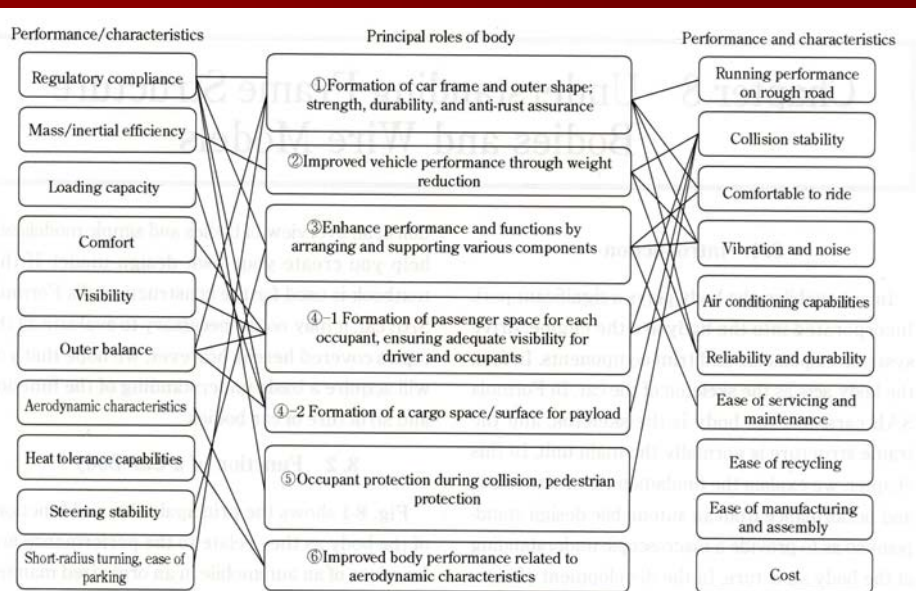 Performance/characteristics
Regulatory compliance
Mass/inertial efficiency
Loading capacity
Comfort
Visibility
Outer balance
Aerodynamic characteristics
Heat tolerance capabilities
Steering stability
Short-radius turning, ease of
parking
Principal roles of body
①Formation of car frame and outer shape;
strength, durability, and anti-rust assurance
②Improved vehicle performance through weight
reduction
③Enhance performance and functions by
arranging and supporting various components
④-1 Formation of passenger space for each
occupant, ensuring adequate visibility for
driver and occupants
④-2 Formation of a cargo space/surface for payload
⑤Occupant protection during collision, pedestrian
protection
⑥Improved body performance related to
aerodynamic characteristics
Performance and characteristics
Running performance
on rough road
Collision stability
Comfortable to ride
Vibration and noise
Air conditioning capabilities
Reliability and durability
Ease of servicing and
maintenance
Ease of recycling
Ease of manufacturing
and assembly
Cost